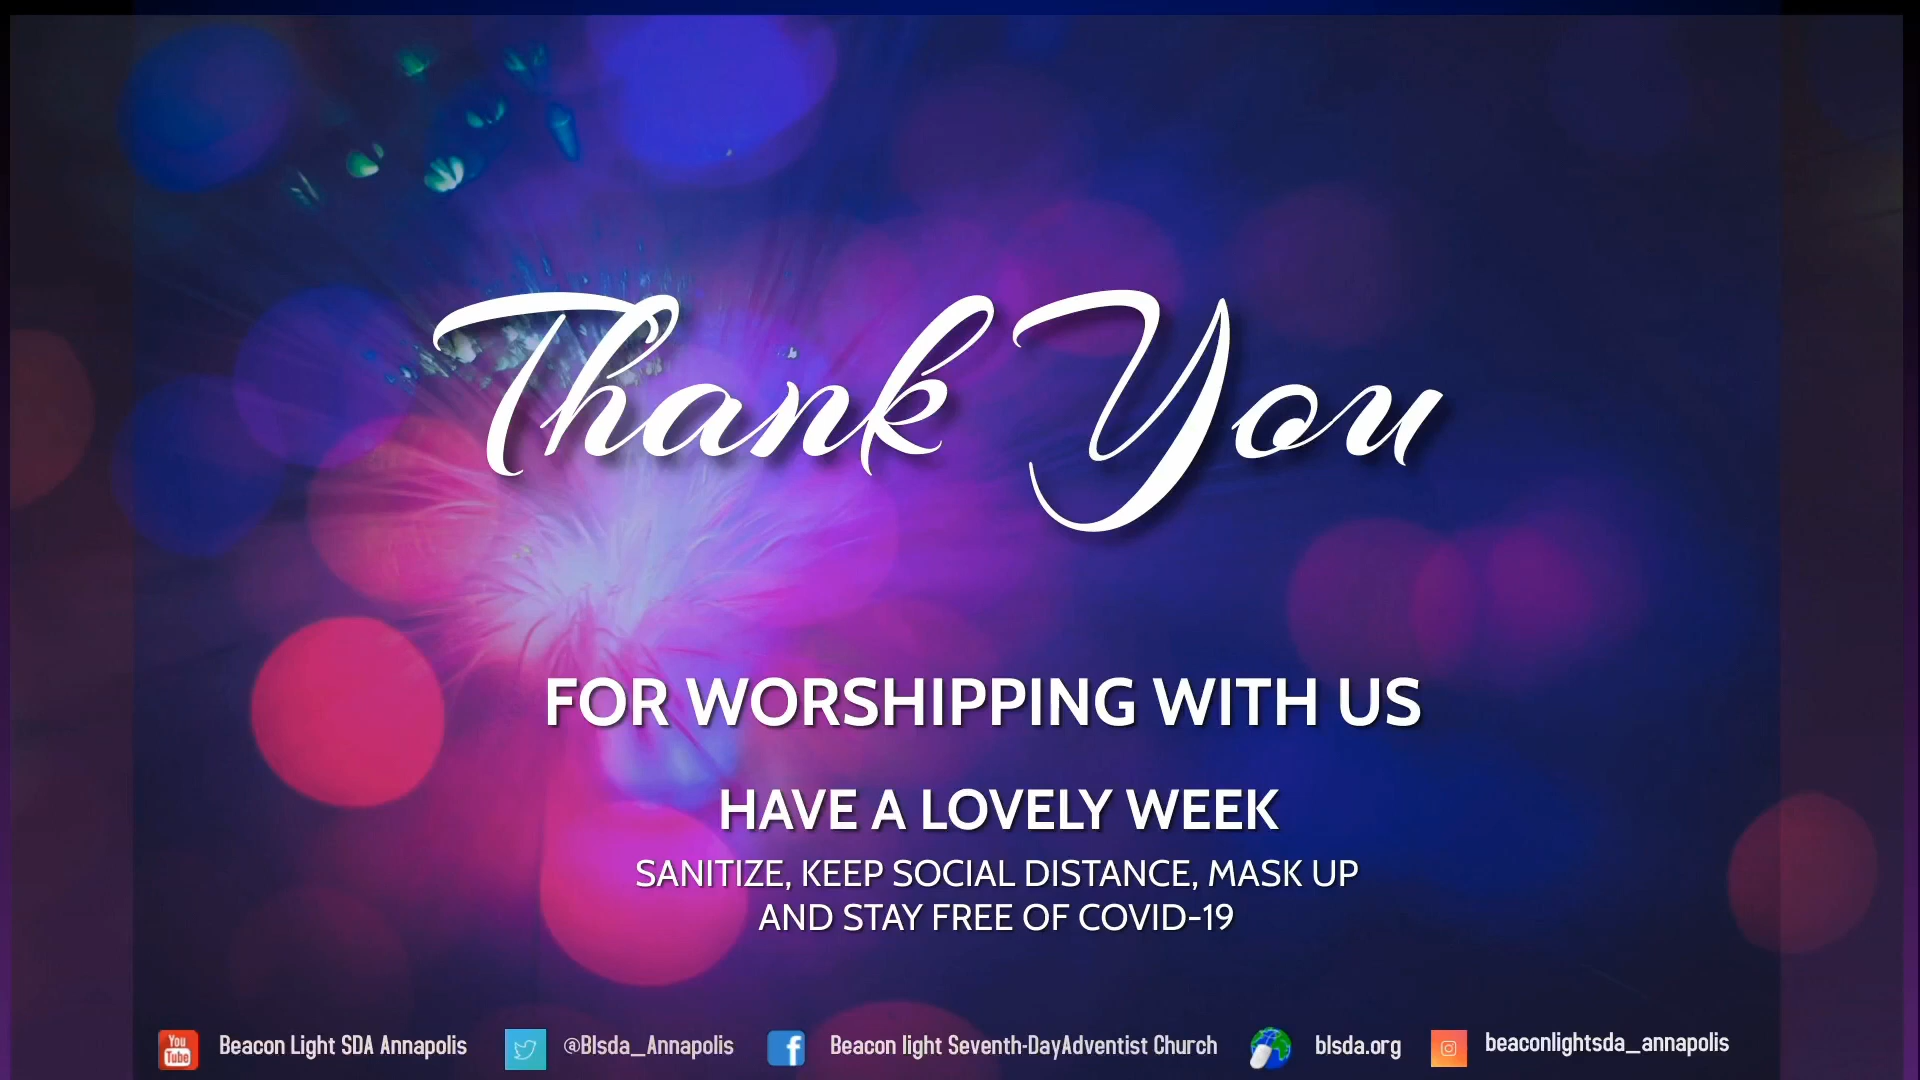 Thank You
FOR WORSHIPPING WITH US
HAVE A LOVELY WEEK
SANITIZE, KEEP SOCIAL DISTANCE, MASK UP
AND STAY FREE OF COVID-19
You Tube Beacon Light SDA Annapolis @Blsda_Annapolis f Beacon light Seventh-DayAdventist Church blsda.org beaconlightsda_annapolis